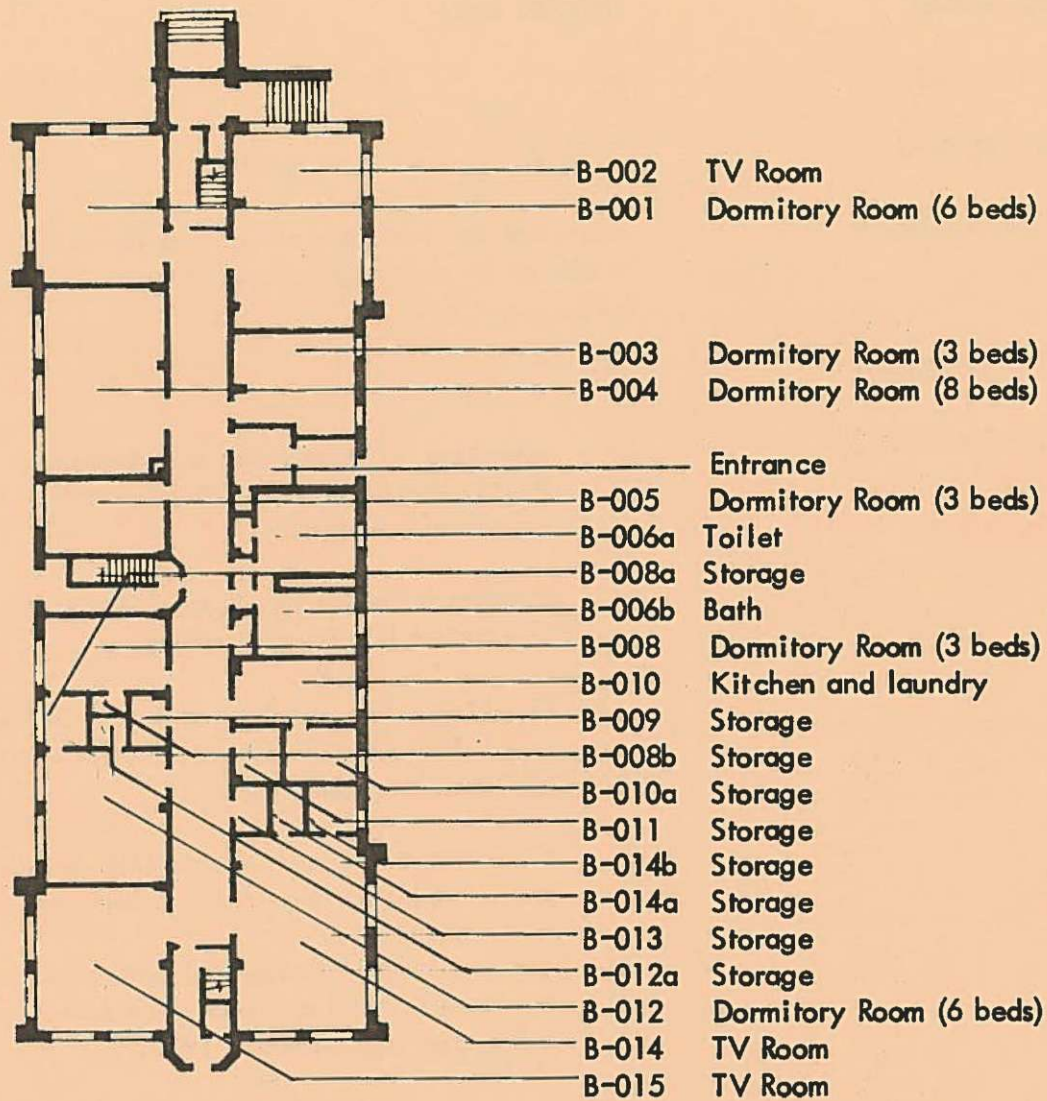 B-002 TV Room
B-001 Dormitory Room (6 beds)
B-003 Dormitory Room (3 beds)
B-004 Dormitory Room (8 beds)
Entrance
B-005 Dormitory Room (3 beds)
B-006a Toilet
B-008a Storage
B-006b Bath
B-008 Dormitory Room (3 beds)
B-010 Kitchen and laundry
B-009 Storage
B-008b Storage
B-010a Storage
B-011 Storage
B-014b Storage
B-014a Storage
B-013 Storage
B-012a Storage
B-012 Dormitory Room (6 beds)
B-014 TV Room
B-015 TV Room